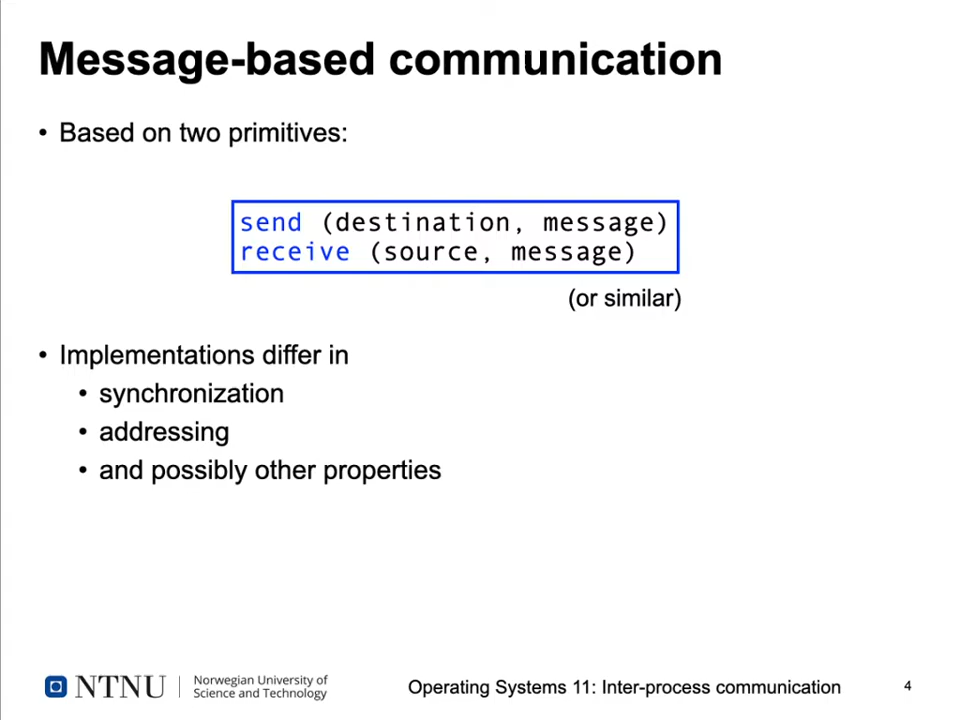 Message-based communication
• Based on two primitives:
send (destination, message)
receive (source, message)
(or similar)
• Implementations differ in
• synchronization
• addressing
• and possibly other properties
NTNU
Norwegian University of
Science and Technology
Operating Systems 11: Inter-process communication
4